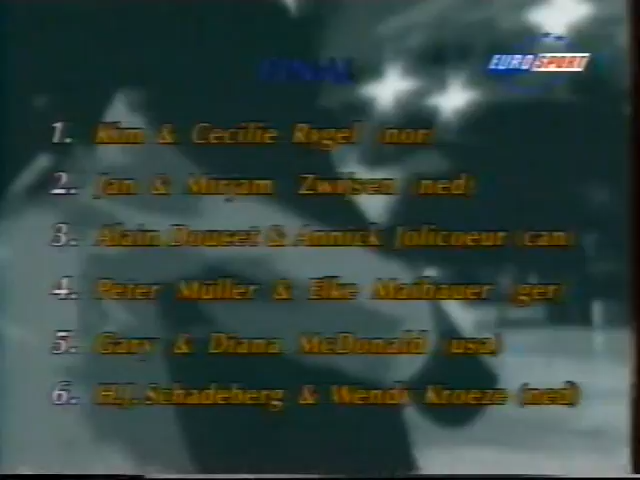 FINAL
EUROSPORT
1. Kim & Cecilie Rygel (nor)
2. Jan & Mirjam Zwijsen (ned)
3. Alain Doucet & Annick Jolicoeur (can)
4. Peter Müller & Elke Maibauer (ger)
5. Gary & Diana McDonald (usa)
6. H.J. Schadeberg & Wendy Kroeze (ned)